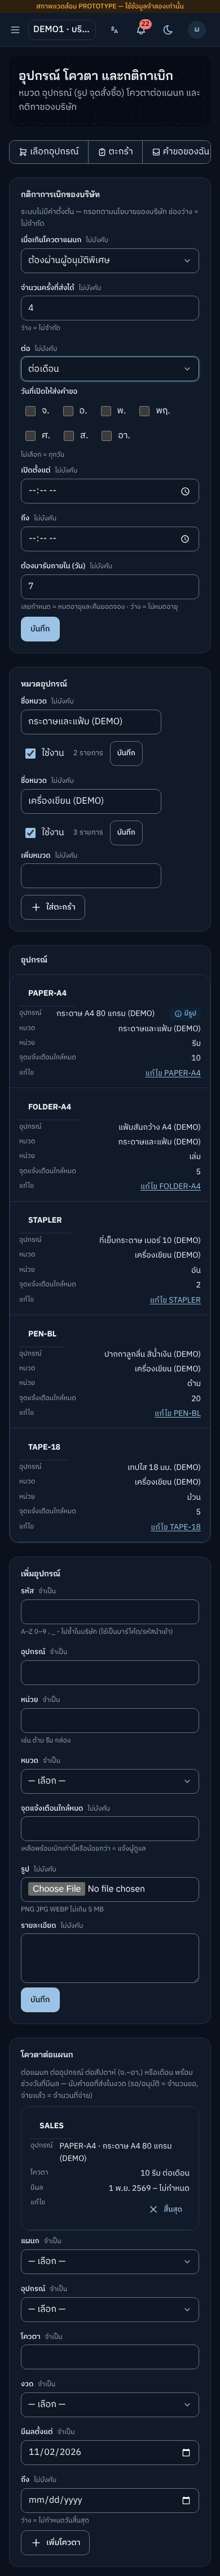 สภาพแวดล้อม PROTOTYPE — ใช้ข้อมูลจำลองเท่านั้น
DEMO1 · บริ…
22
ผ
อุปกรณ์ โควตา และกติกาเบิก
หมวด อุปกรณ์ (รูป จุดสั่งซื้อ) โควตาต่อแผนก และกติกาของบริษัท
เลือกอุปกรณ์
ตะกร้า
คำขอของฉัน
กติกาการเบิกของบริษัท
ระบบไม่มีค่าตั้งต้น — กรอกตามนโยบายของบริษัท ช่องว่าง = ไม่จำกัด
เมื่อเกินโควตาแผนก ไม่บังคับ
ต้องผ่านผู้อนุมัติพิเศษ
จำนวนครั้งที่ส่งได้ ไม่บังคับ
4
ว่าง = ไม่จำกัด
ต่อ ไม่บังคับ
ต่อเดือน
วันที่เปิดให้ส่งคำขอ
จ.
อ.
พ.
พฤ.
ศ.
ส.
อา.
ไม่เลือก = ทุกวัน
เปิดตั้งแต่ ไม่บังคับ
--:-- --
ถึง ไม่บังคับ
--:-- --
ต้องมารับภายใน (วัน) ไม่บังคับ
7
เลยกำหนด = หมดอายุและคืนยอดจอง · ว่าง = ไม่หมดอายุ
บันทึก
หมวดอุปกรณ์
ชื่อหมวด ไม่บังคับ
กระดาษและแฟ้ม (DEMO)
ใช้งาน 2 รายการ บันทึก
ชื่อหมวด ไม่บังคับ
เครื่องเขียน (DEMO)
ใช้งาน 3 รายการ บันทึก
เพิ่มหมวด ไม่บังคับ
ใส่ตะกร้า
อุปกรณ์
PAPER-A4
อุปกรณ์ กระดาษ A4 80 แกรม (DEMO) มีรูป
หมวด กระดาษและแฟ้ม (DEMO)
หน่วย รีม
จุดแจ้งเตือนใกล้หมด 10
แก้ไข แก้ไข PAPER-A4
FOLDER-A4
อุปกรณ์ แฟ้มสันกว้าง A4 (DEMO)
หมวด กระดาษและแฟ้ม (DEMO)
หน่วย เล่ม
จุดแจ้งเตือนใกล้หมด 5
แก้ไข แก้ไข FOLDER-A4
STAPLER
อุปกรณ์ ที่เย็บกระดาษ เบอร์ 10 (DEMO)
หมวด เครื่องเขียน (DEMO)
หน่วย อัน
จุดแจ้งเตือนใกล้หมด 2
แก้ไข แก้ไข STAPLER
PEN-BL
อุปกรณ์ ปากกาลูกลื่น สีน้ำเงิน (DEMO)
หมวด เครื่องเขียน (DEMO)
หน่วย ด้าม
จุดแจ้งเตือนใกล้หมด 20
แก้ไข แก้ไข PEN-BL
TAPE-18
อุปกรณ์ เทปใส 18 มม. (DEMO)
หมวด เครื่องเขียน (DEMO)
หน่วย ม้วน
จุดแจ้งเตือนใกล้หมด 5
แก้ไข แก้ไข TAPE-18
เพิ่มอุปกรณ์
รหัส จำเป็น
A–Z 0–9 . _ - ไม่ซ้ำในบริษัท (ใช้เป็นบาร์โค้ด/รหัสนำเข้า)
อุปกรณ์ จำเป็น
หน่วย จำเป็น
เช่น ด้าม รีม กล่อง
หมวด จำเป็น
— เลือก —
จุดแจ้งเตือนใกล้หมด ไม่บังคับ
เหลือพร้อมเบิกเท่านี้หรือน้อยกว่า = แจ้งผู้ดูแล
รูป ไม่บังคับ
Choose File No file chosen
PNG JPG WEBP ไม่เกิน 5 MB
รายละเอียด ไม่บังคับ
บันทึก
โควตาต่อแผนก
ต่อแผนก ต่ออุปกรณ์ ต่อสัปดาห์ (จ.–อา.) หรือเดือน พร้อมช่วงวันที่มีผล — นับคำขอที่ส่งในงวด (รออนุมัติ = จำนวนขอ, จ่ายแล้ว = จำนวนที่จ่าย)
SALES
อุปกรณ์ PAPER-A4 · กระดาษ A4 80 แกรม (DEMO)
โควตา 10 รีม ต่อเดือน
มีผล 1 พ.ย. 2569 – ไม่กำหนด
แก้ไข สิ้นสุด
แผนก จำเป็น
— เลือก —
อุปกรณ์ จำเป็น
— เลือก —
โควตา จำเป็น
งวด จำเป็น
— เลือก —
มีผลตั้งแต่ จำเป็น
11/02/2026
ถึง ไม่บังคับ
mm/dd/yyyy
ว่าง = ไม่กำหนดวันสิ้นสุด
เพิ่มโควตา